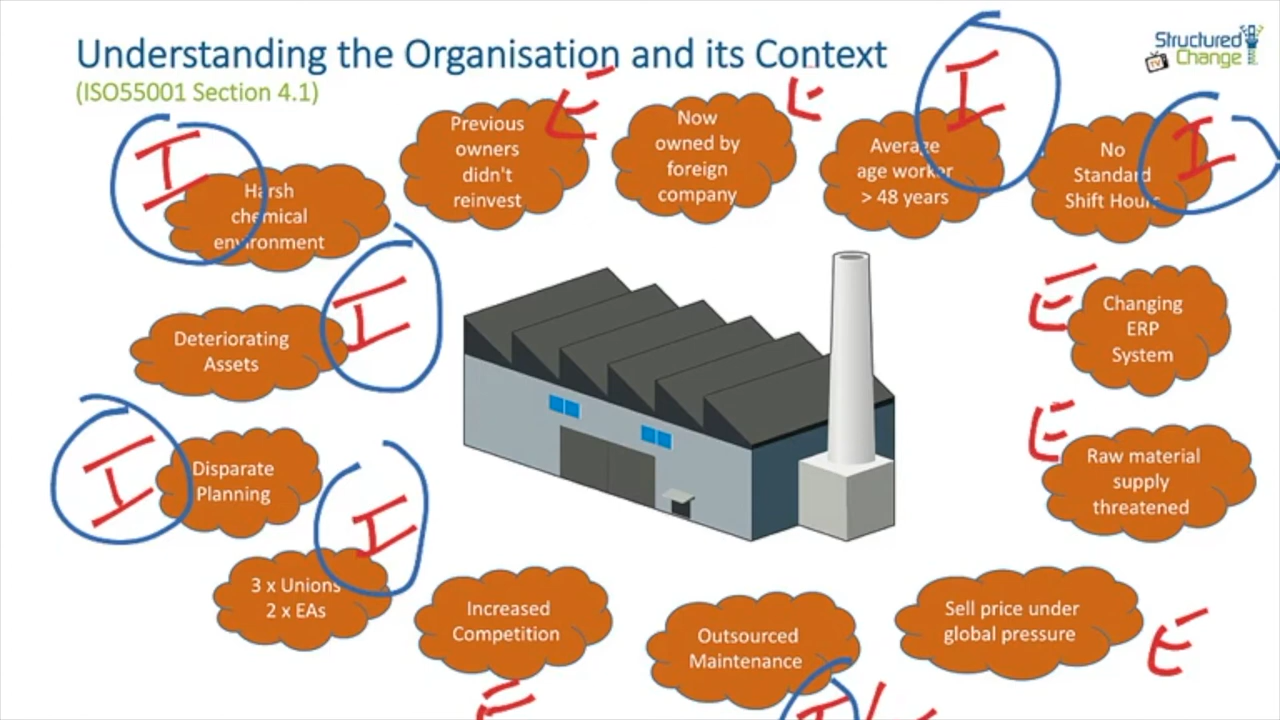 Understanding the Organisation and its Context
(ISO55001 Section 4.1)
Structured
Change
TV
I
Harsh
chemical
environment
Previous
owners
didn't
reinvest
E
Now
owned by
foreign
company
E
Average
age worker
> 48 years
I
No
Standard
Shift Hours
I
Deteriorating
Assets
I
Changing
ERP
System
E
Disparate
Planning
I
Raw material
supply
threatened
E
3 x Unions
2 x EAs
I
Increased
Competition
E
Outsourced
Maintenance
I
Sell price under
global pressure
E